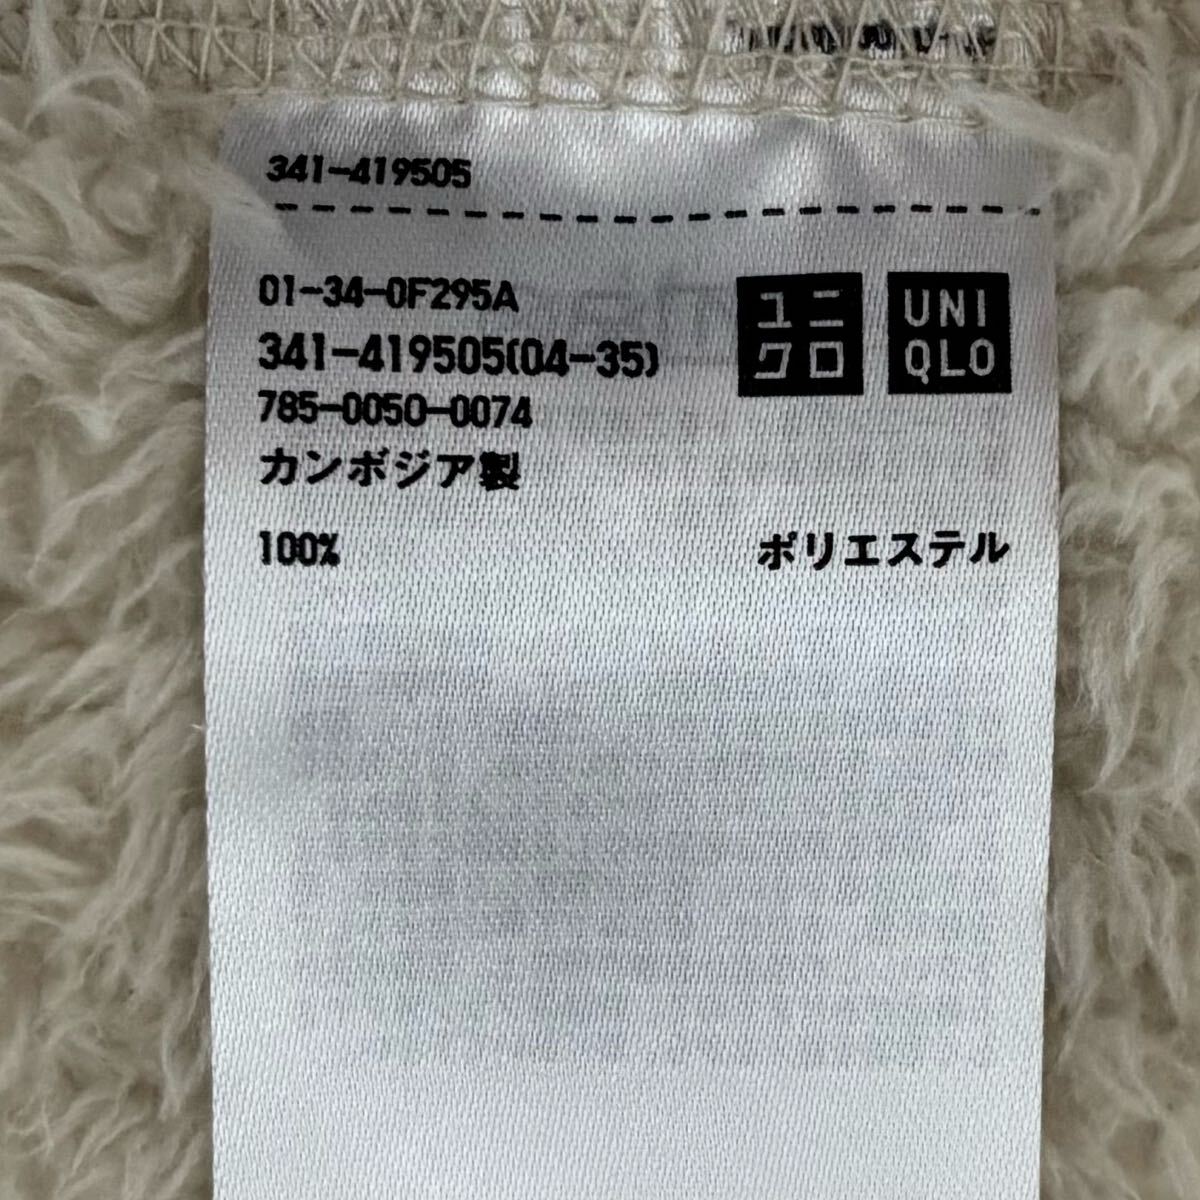 341-419505
01-34-0F295A
341-419505(04-35)
785-0050-0074
カンボジア製
ユニ
クロ
UNI
QLO
100% ポリエステル